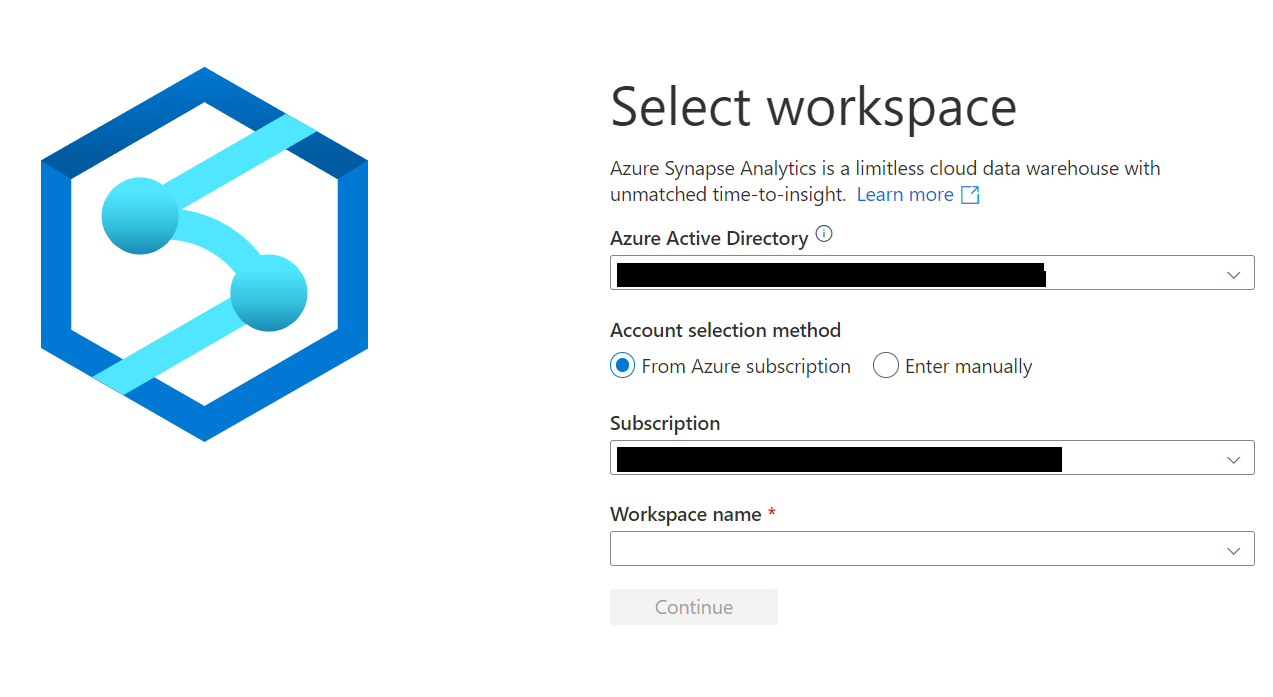 Select workspace
Azure Synapse Analytics is a limitless cloud data warehouse with
unmatched time-to-insight. Learn more
Azure Active Directory
Account selection method
From Azure subscription Enter manually
Subscription
Workspace name *
Continue